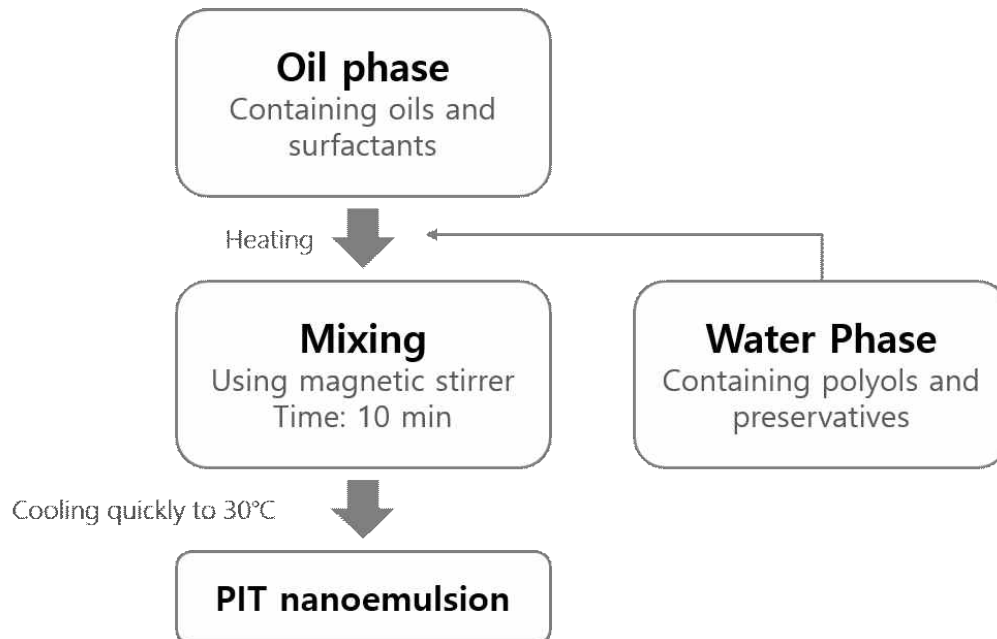 Oil phase
Containing oils and
surfactants
Heating
Mixing
Using magnetic stirrer
Time: 10 min
Water Phase
Containing polyols and
preservatives
Cooling quickly to 30°C
PIT nanoemulsion